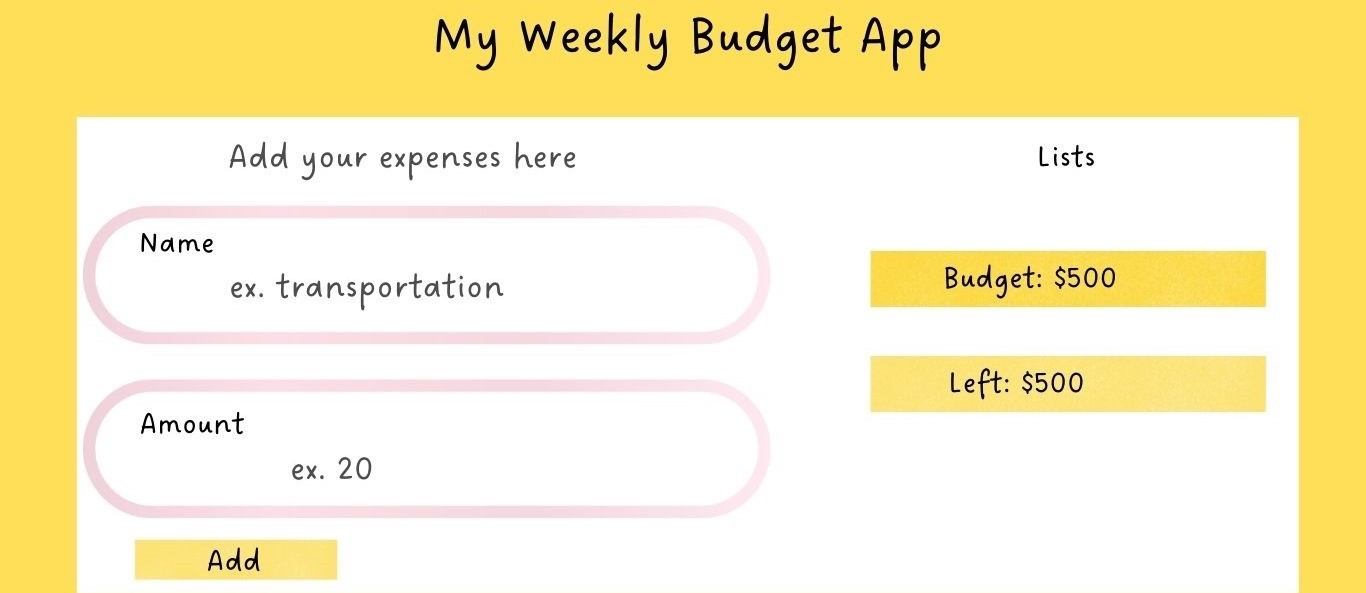 My Weekly Budget App
Add your expenses here
Name
ex. transportation
Amount
ex. 20
Add
Lists
Budget: $500
Left: $500